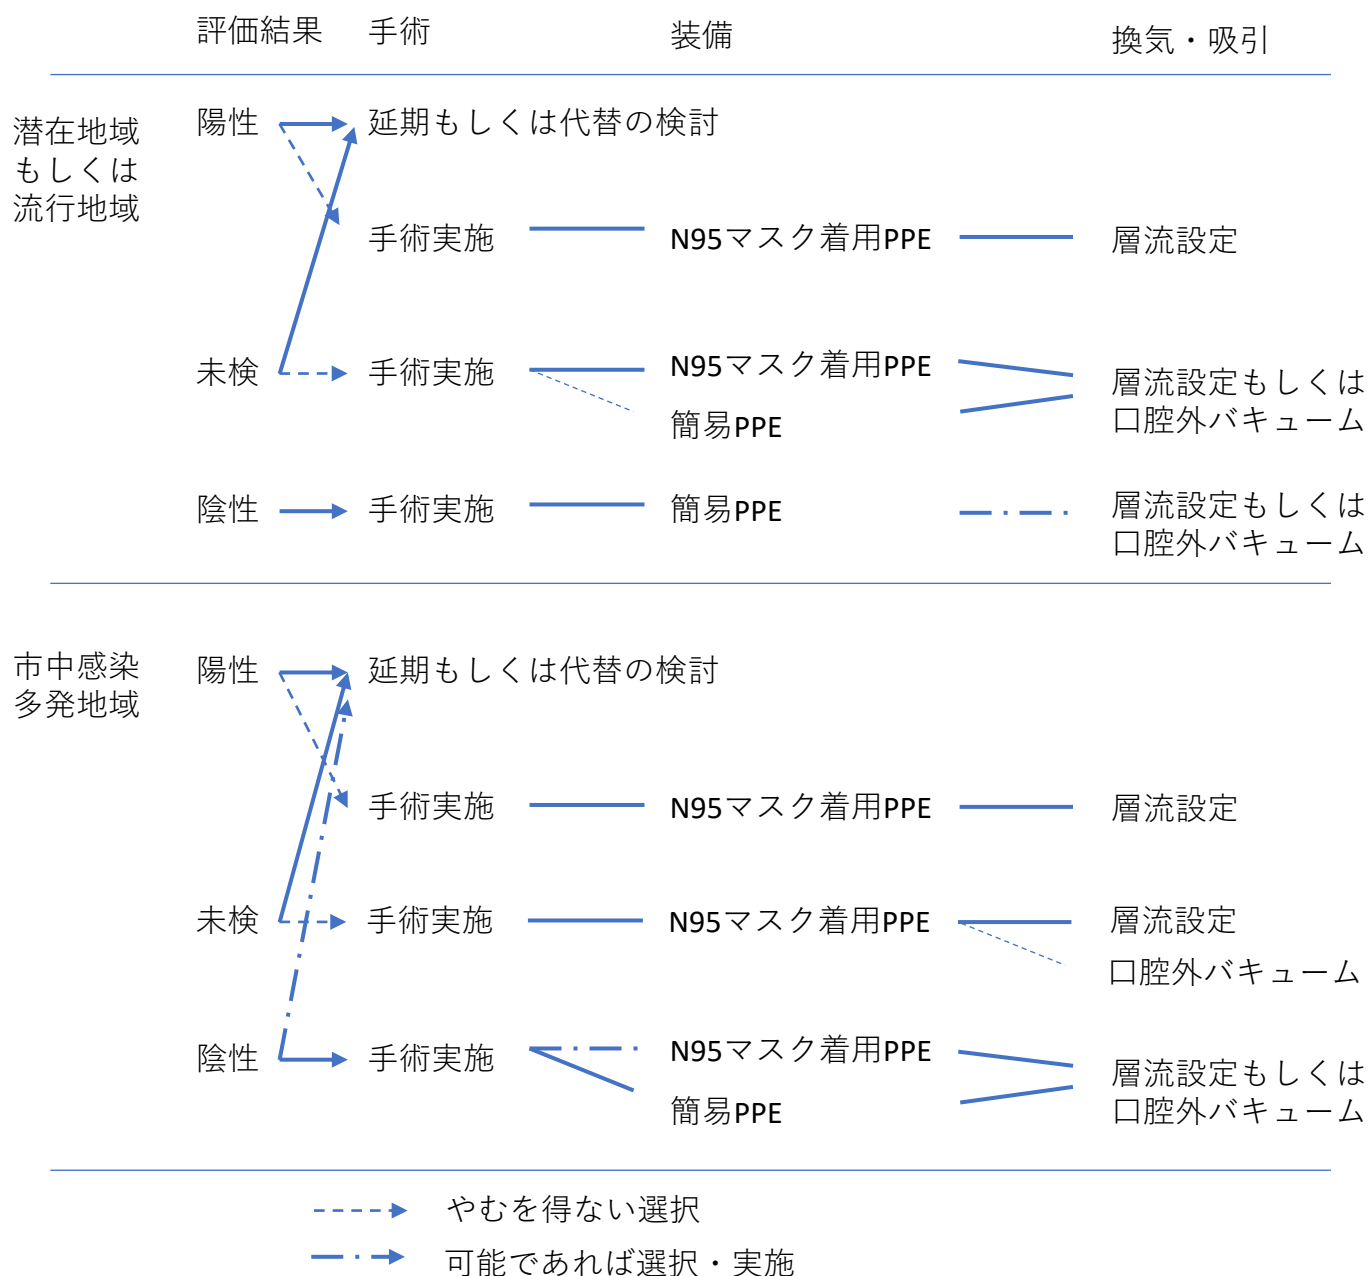 評価結果 手術 装備 換気・吸引
潜在地域
もしくは
流行地域
陽性 延期もしくは代替の検討
手術実施 N95マスク着用PPE 層流設定
未検 手術実施 N95マスク着用PPE
簡易PPE
層流設定もしくは
口腔外バキューム
陰性 手術実施 簡易PPE
層流設定もしくは
口腔外バキューム
市中感染
多発地域
陽性 延期もしくは代替の検討
手術実施 N95マスク着用PPE 層流設定
未検 手術実施 N95マスク着用PPE 層流設定
口腔外バキューム
陰性 手術実施 N95マスク着用PPE
簡易PPE
層流設定もしくは
口腔外バキューム
やむを得ない選択
可能であれば選択・実施